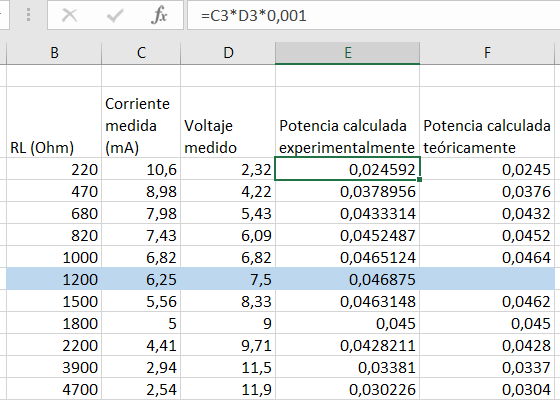 =C3*D3*0,001
B C D E F
Corriente
medida Voltaje Potencia calculada Potencia calculada
RL (Ohm) (mA) medido experimentalmente teóricamente
220 10,6 2,32 0,024592 0,0245
470 8,98 4,22 0,0378956 0,0376
680 7,98 5,43 0,0433314 0,0432
820 7,43 6,09 0,0452487 0,0452
1000 6,82 6,82 0,0465124 0,0464
1200 6,25 7,5 0,046875
1500 5,56 8,33 0,0463148 0,0462
1800 5 9 0,045 0,045
2200 4,41 9,71 0,0428211 0,0428
3900 2,94 11,5 0,03381 0,0337
4700 2,54 11,9 0,030226 0,0304